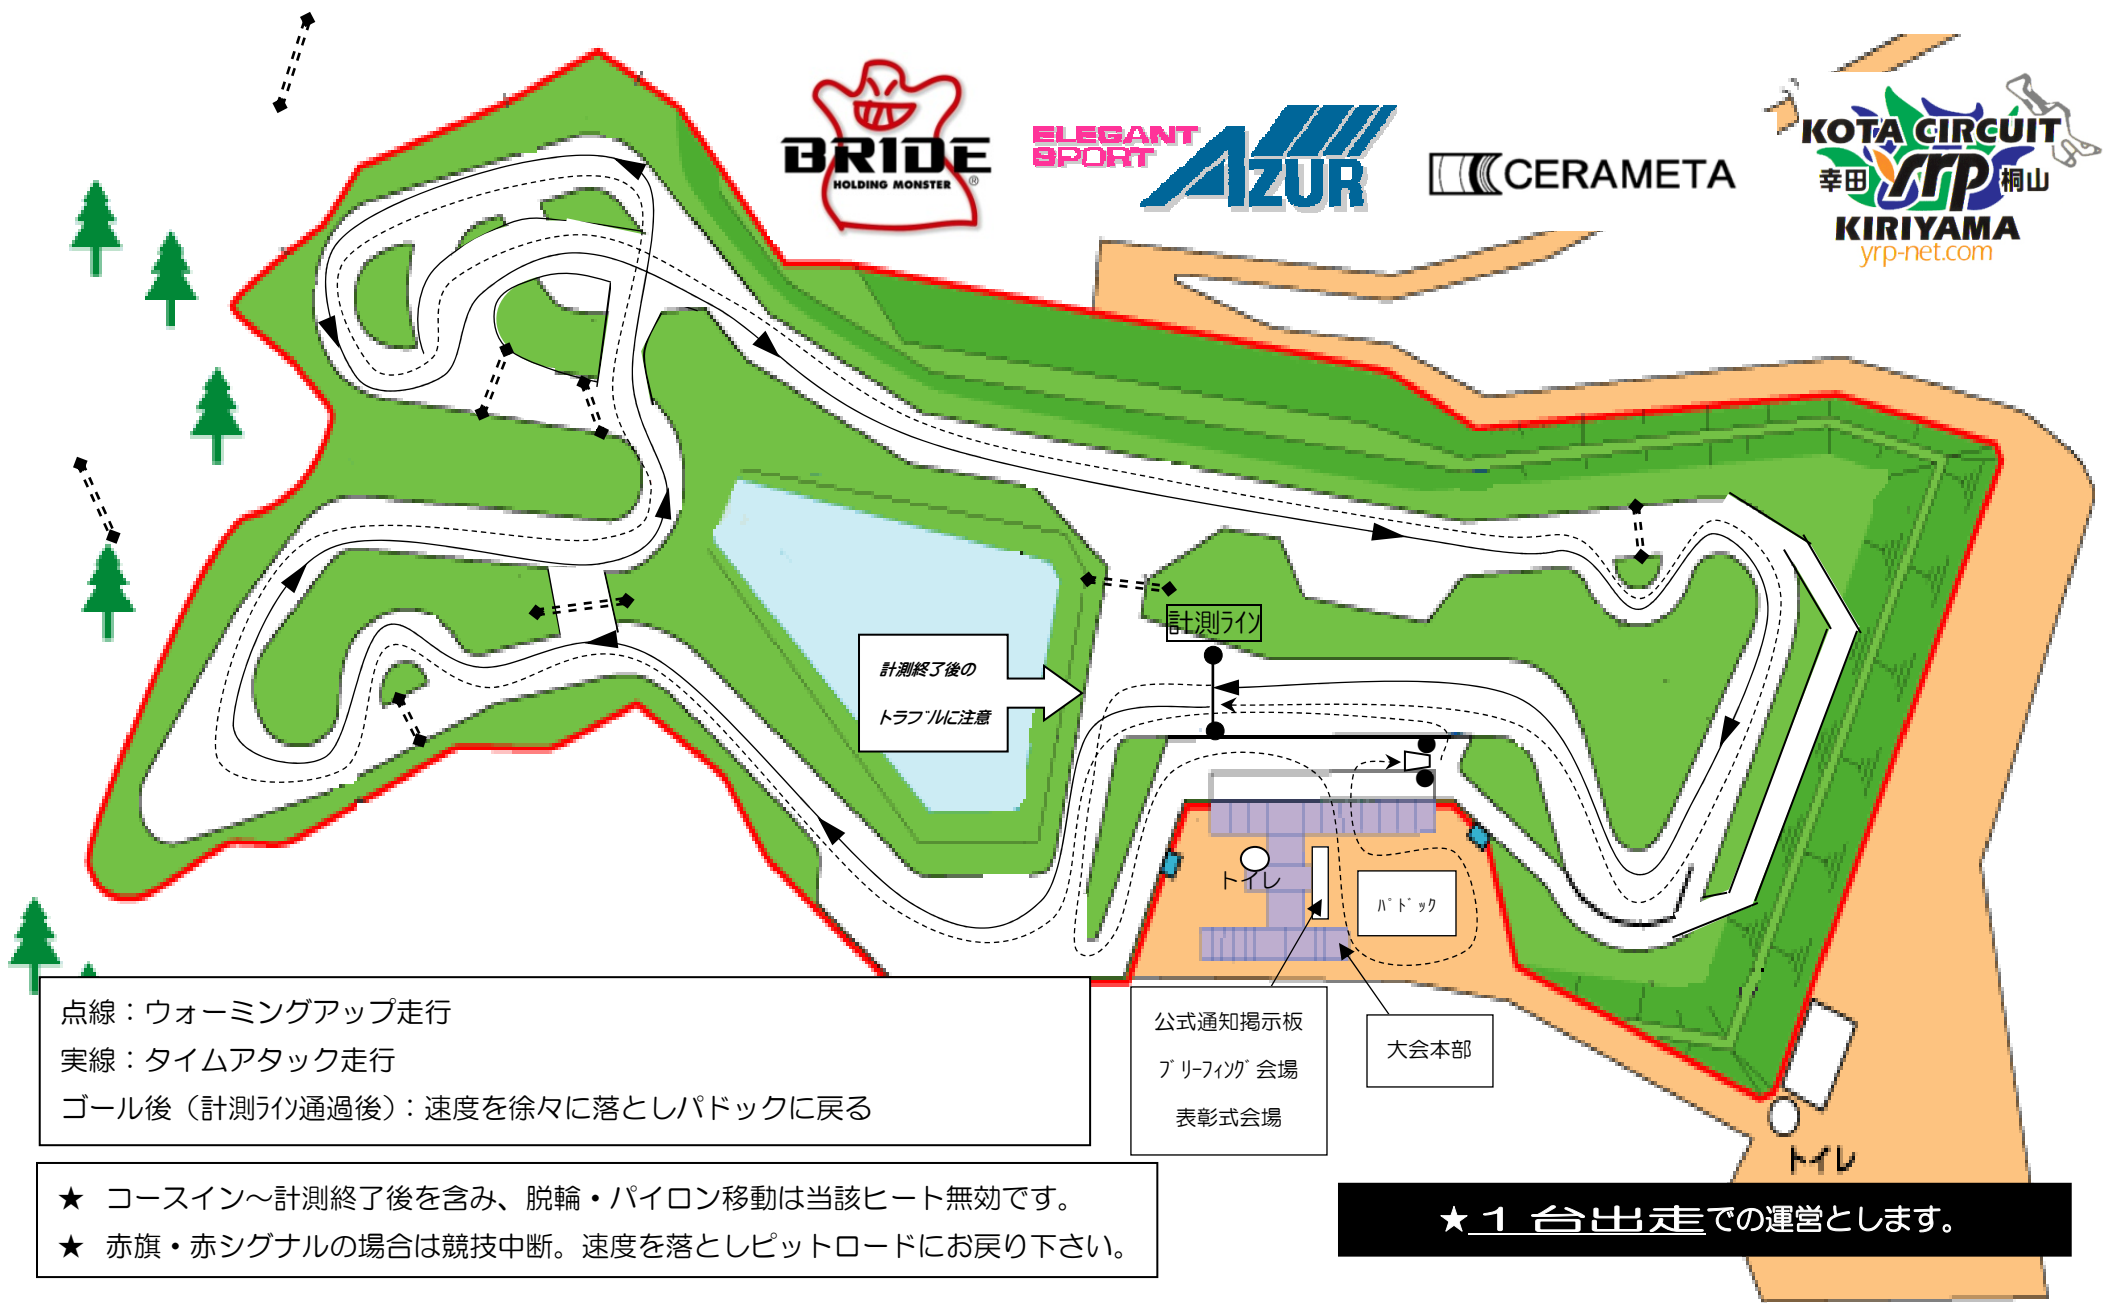 BRIDE
HOLDING MONSTER
®
ELEGANT
SPORT
AZUR
CERAMETA
KOTA CIRCUIT
幸田 yrp 桐山
KIRIYAMA
yrp-net.com
計測ライン
計測終了後の
トラブルに注意
トイレ
パドック
公式通知掲示板
ブリーフィング会場
表彰式会場
大会本部
トイレ
点線：ウォーミングアップ走行
実線：タイムアタック走行
ゴール後（計測ライン通過後）：速度を徐々に落としパドックに戻る
★ コースイン～計測終了後を含み、脱輪・パイロン移動は当該ヒート無効です。
★ 赤旗・赤シグナルの場合は競技中断。速度を落としピットロードにお戻り下さい。
★１台出走での運営とします。